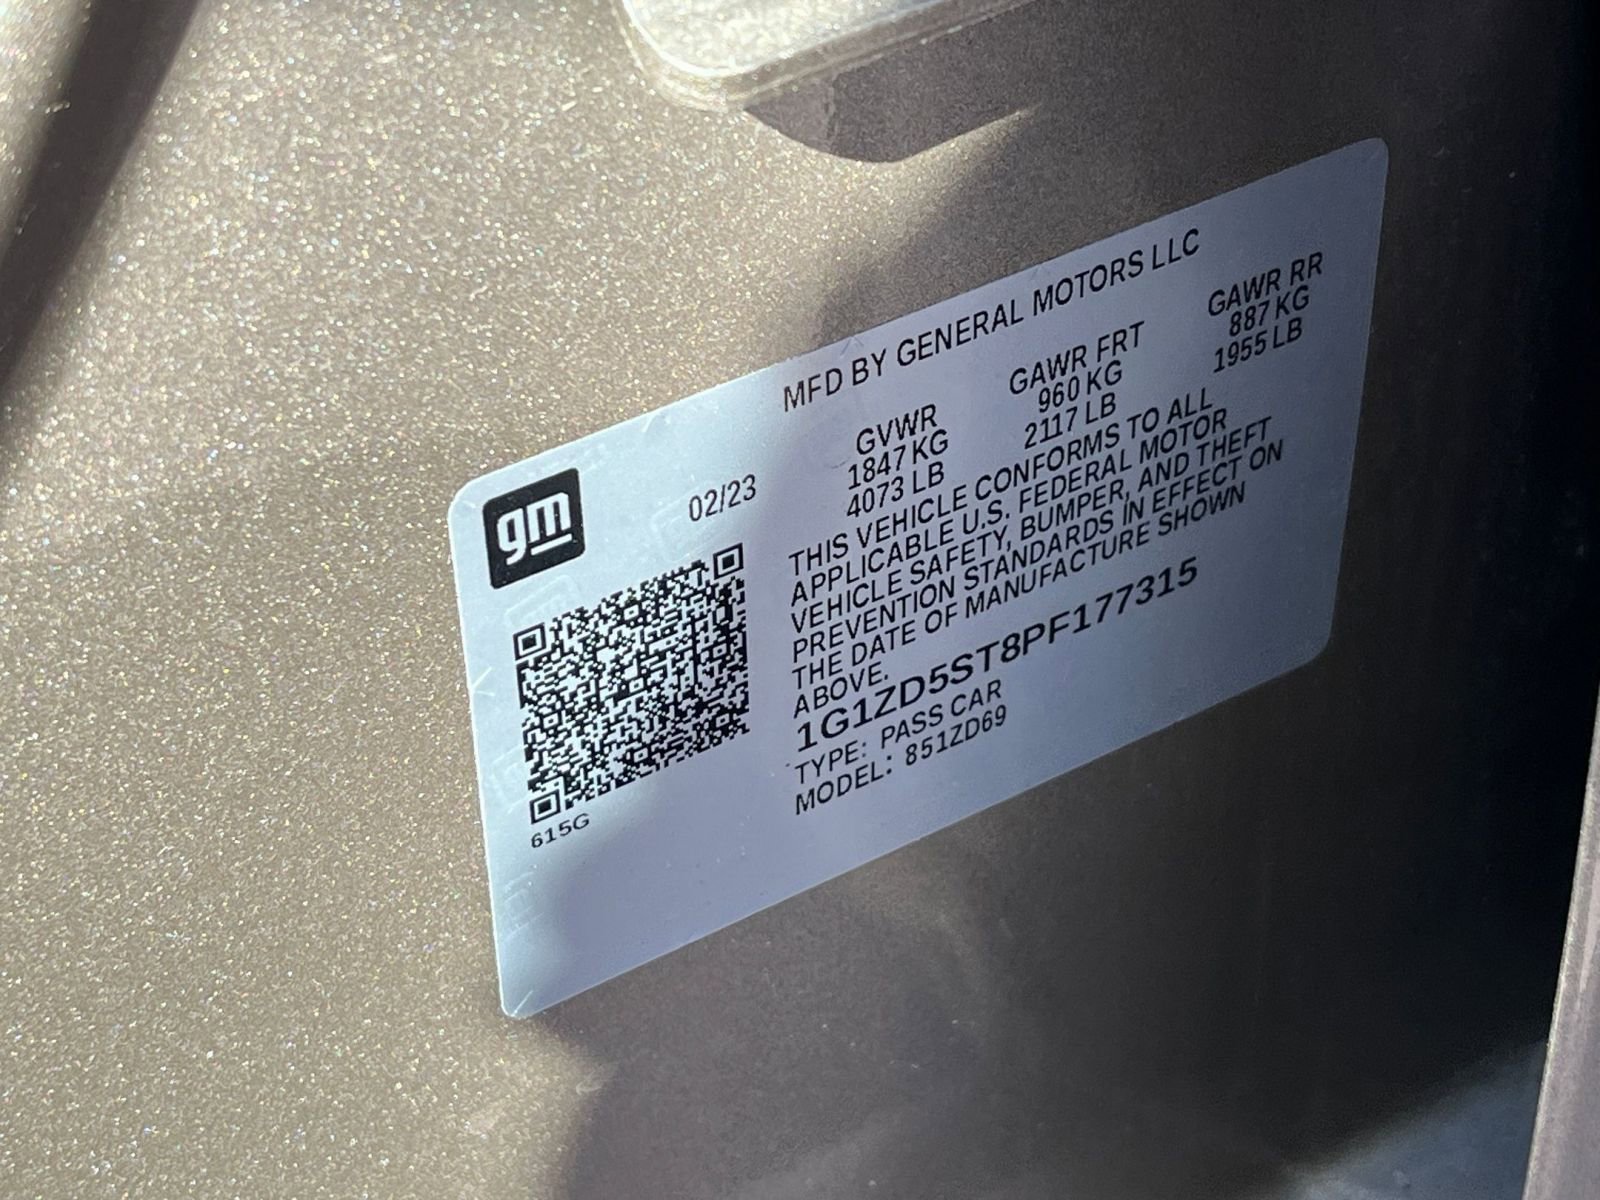 MFD BY GENERAL MOTORS LLC
gm
02/23
GVWR GAWR FRT GAWR RR
1847 KG 960 KG 887 KG
4073 LB 2117 LB 1955 LB
THIS VEHICLE CONFORMS TO ALL
APPLICABLE U.S. FEDERAL MOTOR
VEHICLE SAFETY, BUMPER, AND THEFT
PREVENTION STANDARDS IN EFFECT ON
THE DATE OF MANUFACTURE SHOWN
ABOVE.
1G1ZD5ST8PF177315
TYPE: PASS CAR
MODEL: 851ZD69
615G